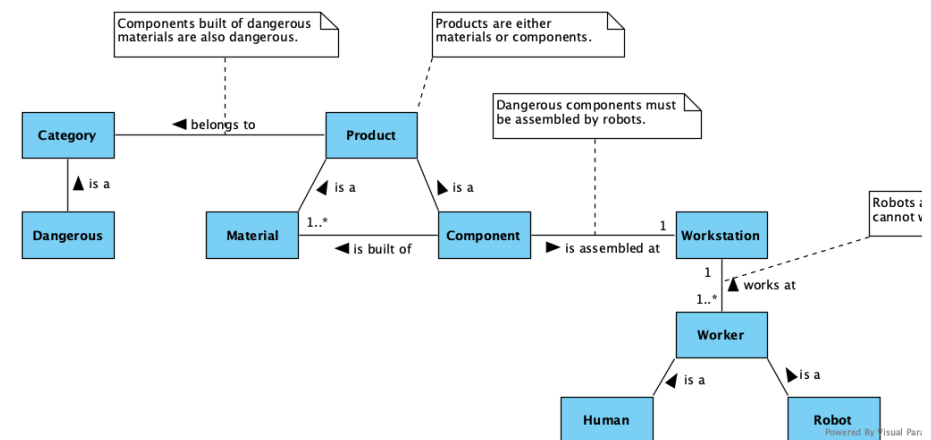 Components built of dangerous
materials are also dangerous.
Products are either
materials or components.
Dangerous components must
be assembled by robots.
Category
belongs to
Product
is a
is a
is a
Robots
cannot
Dangerous
Material
1..*
is built of
Component
is assembled at
1
Workstation
1
works at
1..*
Worker
is a
is a
Human
Robot
Powered By Visual